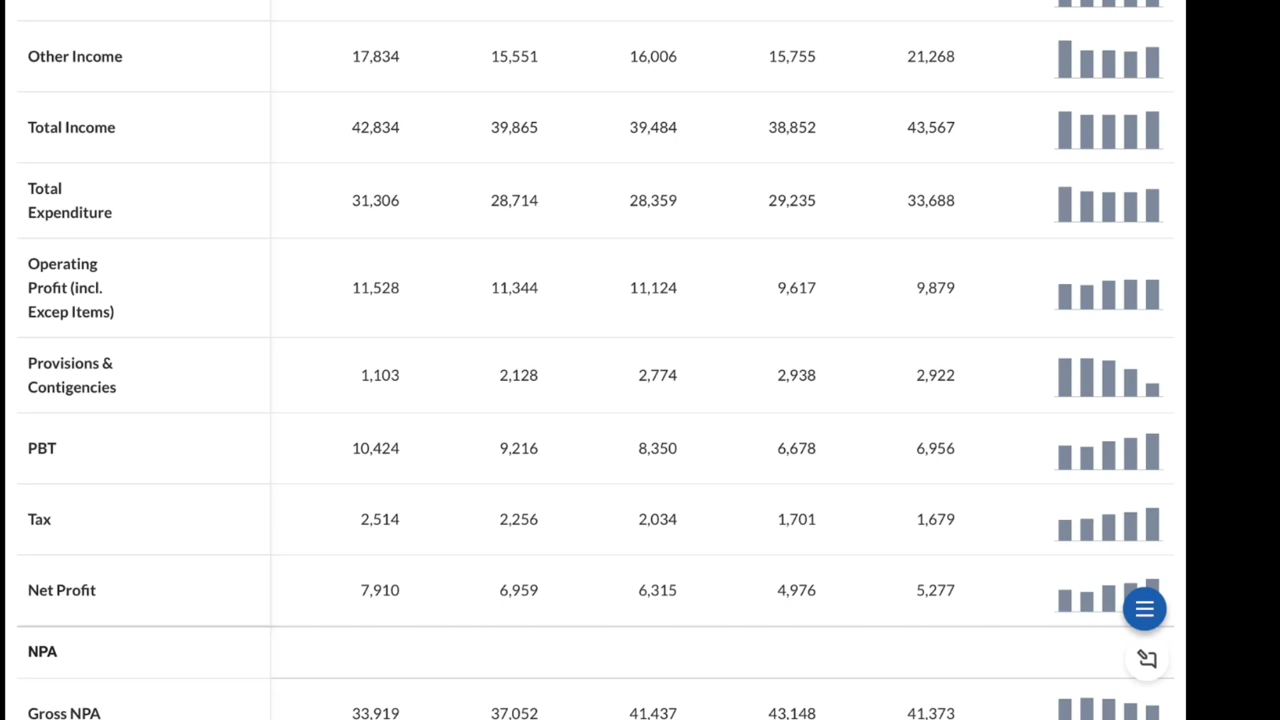 Other Income 17,834 15,551 16,006 15,755 21,268
Total Income 42,834 39,865 39,484 38,852 43,567
Total
Expenditure 31,306 28,714 28,359 29,235 33,688
Operating
Profit (incl. 11,528 11,344 11,124 9,617 9,879
Excep Items)
Provisions &
Contigencies 1,103 2,128 2,774 2,938 2,922
PBT 10,424 9,216 8,350 6,678 6,956
Tax 2,514 2,256 2,034 1,701 1,679
Net Profit 7,910 6,959 6,315 4,976 5,277
NPA
Gross NPA 33,919 37,052 41,437 43,148 41,373